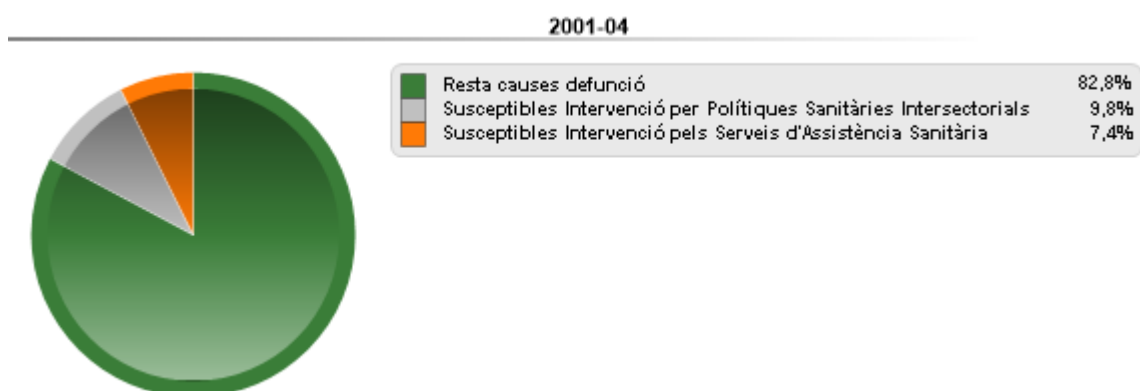 2001-04
Resta causes defunció 82,8%
Susceptibles Intervenció per Polítiques Sanitàries Intersectorials 9,8%
Susceptibles Intervenció pels Serveis d'Assistència Sanitària 7,4%